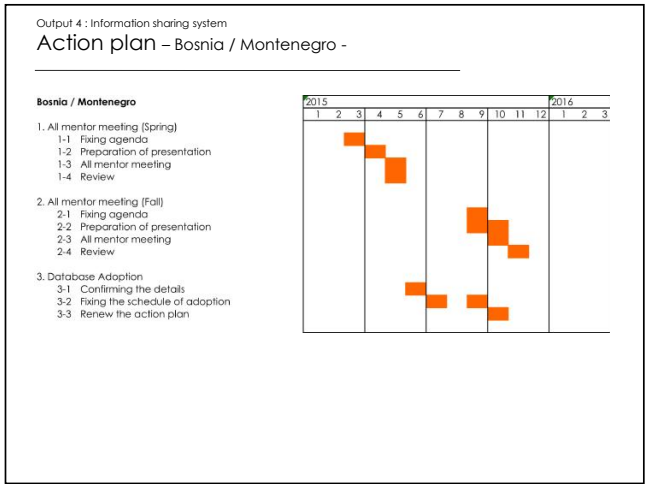 Output 4 : Information sharing system
Action plan – Bosnia / Montenegro -
Bosnia / Montenegro
2015 2016
1 2 3 4 5 6 7 8 9 10 11 12 1 2 3
1. All mentor meeting (Spring)
1-1 Fixing agenda
1-2 Preparation of presentation
1-3 All mentor meeting
1-4 Review
2. All mentor meeting (Fall)
2-1 Fixing agenda
2-2 Preparation of presentation
2-3 All mentor meeting
2-4 Review
3. Database Adoption
3-1 Confirming the details
3-2 Fixing the schedule of adoption
3-3 Renew the action plan